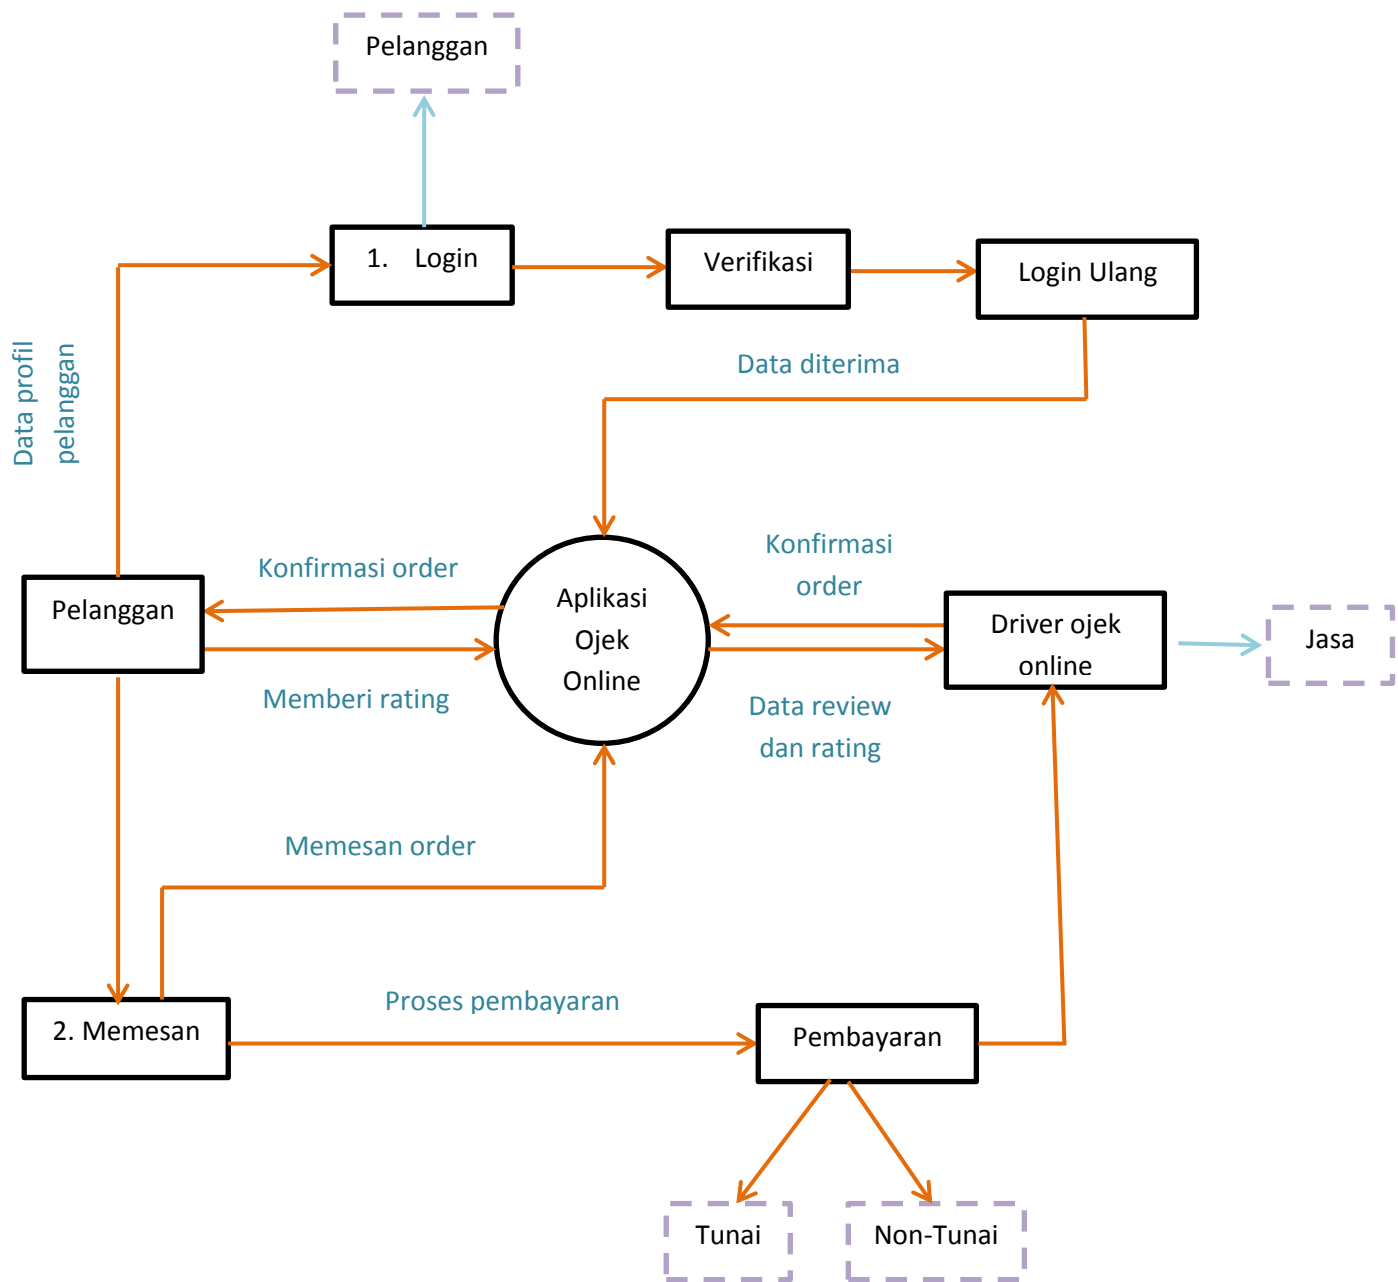 Pelanggan
1. Login
Verifikasi
Login Ulang
Data profil
pelanggan
Data diterima
Konfirmasi order
Konfirmasi
order
Pelanggan
Aplikasi
Ojek
Online
Driver ojek
online
Jasa
Memberi rating
Data review
dan rating
Memesan order
Proses pembayaran
2. Memesan
Pembayaran
Tunai
Non-Tunai